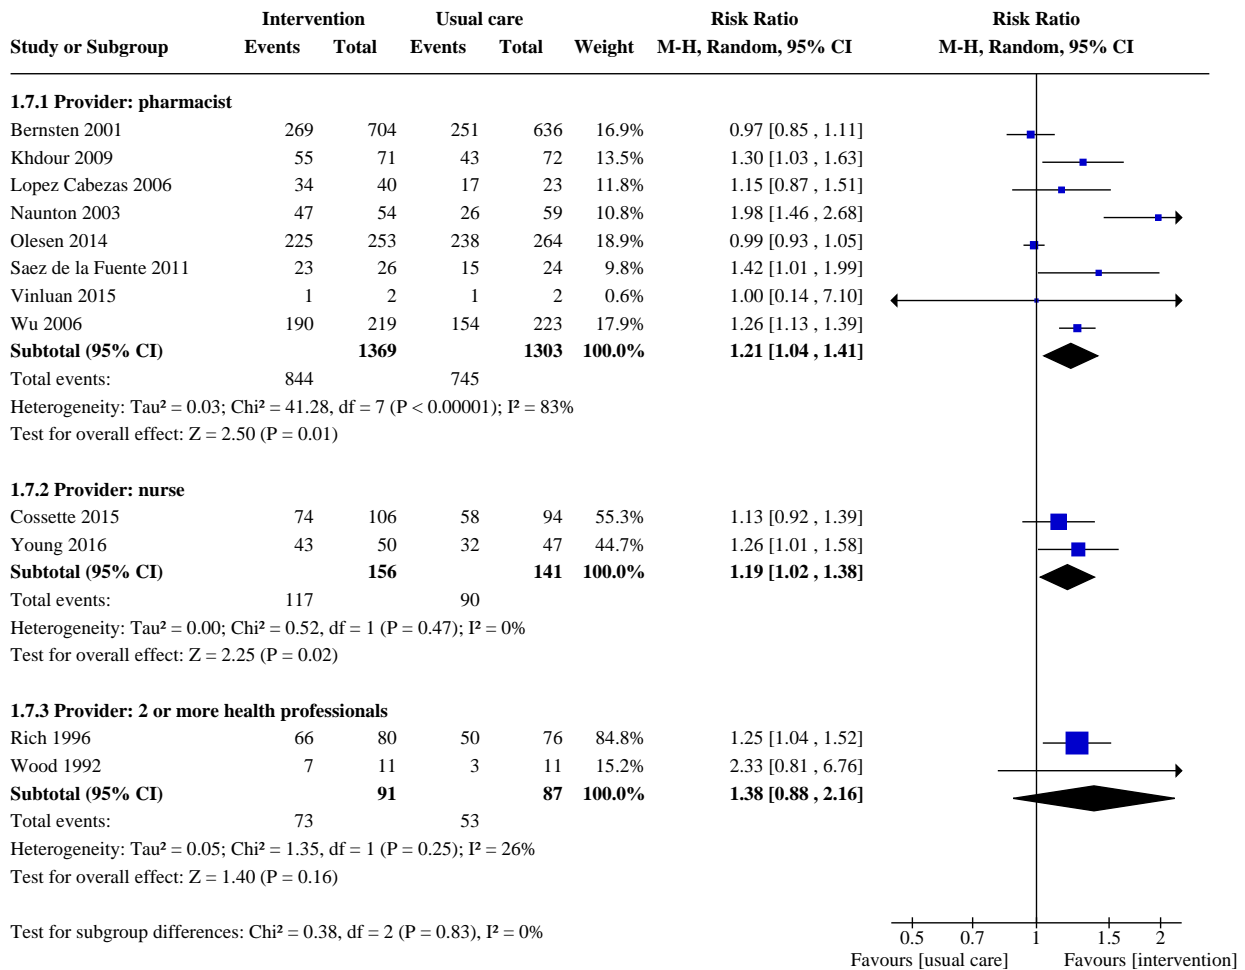 Intervention Usual care Risk Ratio Risk Ratio
Study or Subgroup Events Total Events Total Weight M-H, Random, 95% CI M-H, Random, 95% CI
1.7.1 Provider: pharmacist
Bernsten 2001 269 704 251 636 16.9% 0.97 [0.85 , 1.11]
Khdour 2009 55 71 43 72 13.5% 1.30 [1.03 , 1.63]
Lopez Cabezas 2006 34 40 17 23 11.8% 1.15 [0.87 , 1.51]
Naunton 2003 47 54 26 59 10.8% 1.98 [1.46 , 2.68]
Olesen 2014 225 253 238 264 18.9% 0.99 [0.93 , 1.05]
Saez de la Fuente 2011 23 26 15 24 9.8% 1.42 [1.01 , 1.99]
Vinluan 2015 1 2 1 2 0.6% 1.00 [0.14 , 7.10]
Wu 2006 190 219 154 223 17.9% 1.26 [1.13 , 1.39]
Subtotal (95% CI) 1369 1303 100.0% 1.21 [1.04 , 1.41]
Total events: 844 745
Heterogeneity: Tau² = 0.03; Chi² = 41.28, df = 7 (P < 0.00001); I² = 83%
Test for overall effect: Z = 2.50 (P = 0.01)
1.7.2 Provider: nurse
Cossette 2015 74 106 58 94 55.3% 1.13 [0.92 , 1.39]
Young 2016 43 50 32 47 44.7% 1.26 [1.01 , 1.58]
Subtotal (95% CI) 156 141 100.0% 1.19 [1.02 , 1.38]
Total events: 117 90
Heterogeneity: Tau² = 0.00; Chi² = 0.52, df = 1 (P = 0.47); I² = 0%
Test for overall effect: Z = 2.25 (P = 0.02)
1.7.3 Provider: 2 or more health professionals
Rich 1996 66 80 50 76 84.8% 1.25 [1.04 , 1.52]
Wood 1992 7 11 3 11 15.2% 2.33 [0.81 , 6.76]
Subtotal (95% CI) 91 87 100.0% 1.38 [0.88 , 2.16]
Total events: 73 53
Heterogeneity: Tau² = 0.05; Chi² = 1.35, df = 1 (P = 0.25); I² = 26%
Test for overall effect: Z = 1.40 (P = 0.16)
Test for subgroup differences: Chi² = 0.38, df = 2 (P = 0.83), I² = 0%
0.5 0.7 1 1.5 2
Favours [usual care] Favours [intervention]